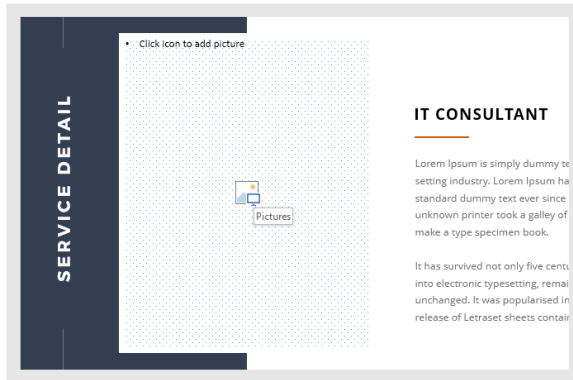 SERVICE DETAIL
• Click icon to add picture
Pictures
IT CONSULTANT
Lorem Ipsum is simply dummy te
setting industry. Lorem Ipsum ha
standard dummy text ever since
unknown printer took a galley of
make a type specimen book.
It has survived not only five centu
into electronic typesetting, remai
unchanged. It was popularised in
release of Letraset sheets contain